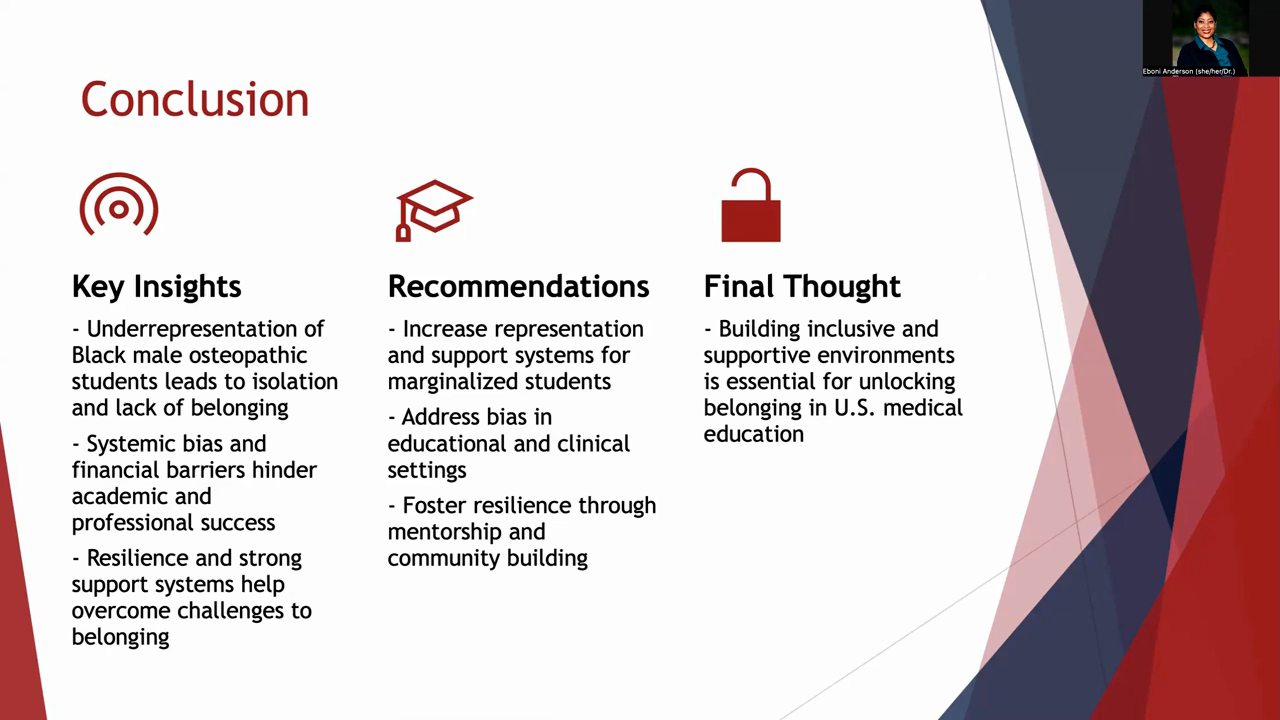 Eboni Anderson (she/her/Dr.)
Conclusion
Key Insights
- Underrepresentation of
Black male osteopathic
students leads to isolation
and lack of belonging
- Systemic bias and
financial barriers hinder
academic and
professional success
- Resilience and strong
support systems help
overcome challenges to
belonging
Recommendations
- Increase representation
and support systems for
marginalized students
- Address bias in
educational and clinical
settings
- Foster resilience through
mentorship and
community building
Final Thought
- Building inclusive and
supportive environments
is essential for unlocking
belonging in U.S. medical
education